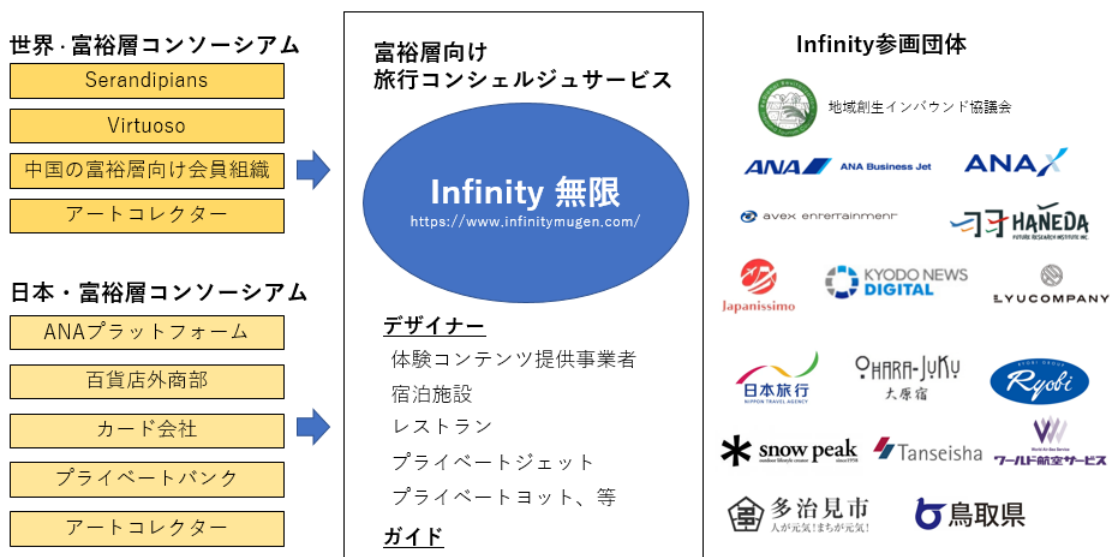 世界・富裕層コンソーシアム
Serandipians
Virtuoso
中国の富裕層向け会員組織
アートコレクター
日本・富裕層コンソーシアム
ANAプラットフォーム
百貨店外商部
カード会社
プライベートバンク
アートコレクター
富裕層向け
旅行コンシェルジュサービス
Infinity 無限
https://www.infinitymugen.com/
デザイナー
体験コンテンツ提供事業者
宿泊施設
レストラン
プライベートジェット
プライベートヨット、等
ガイド
Infinity参画団体
地域創生インバウンド協議会
ANA ANA Business Jet
ANAX
avex entertainment
HANEDA
FUTURE RESEARCH INSTITUTE INC.
Japanissimo
KYODO NEWS
DIGITAL
LYUCOMPANY
日本旅行
NIPPON TRAVEL AGENCY
OHARA-JUKU
大原宿
RYOBI GROUP
Ryobi
snow peak
outdoor lifestyle creator since1958
Tanseisha
World Air-Sea Service
ワールド航空サービス
多治見市
人が元気!まちが元気!
鳥取県